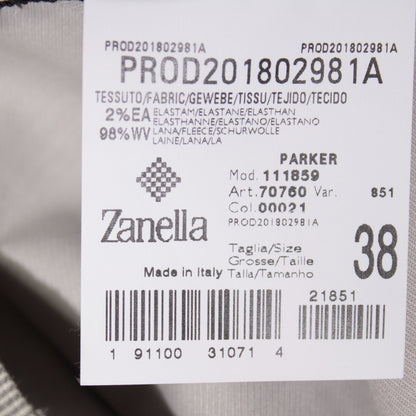 PROD201802981A PROD201802981A
PROD201802981A
TESSUTO/FABRIC/GEWEBE/TISSU/TEJIDO/TECIDO
2%EA ELASTAM/ELASTANE/ELASTHAN
ELASTHANNE/ELASTANO/ELASTANO
98%WV LANA/FLEECE/SCHURWOLLE
LAINE/LANA/LA
PARKER
Mod. 111859
Art. 70760 Var. 851
Col. 00021
PROD201802981A
Zanella
Taglia/Size
Grosse/Taille
Talla/Tamanho
38
Made in Italy
21851
1 91100 31071 4